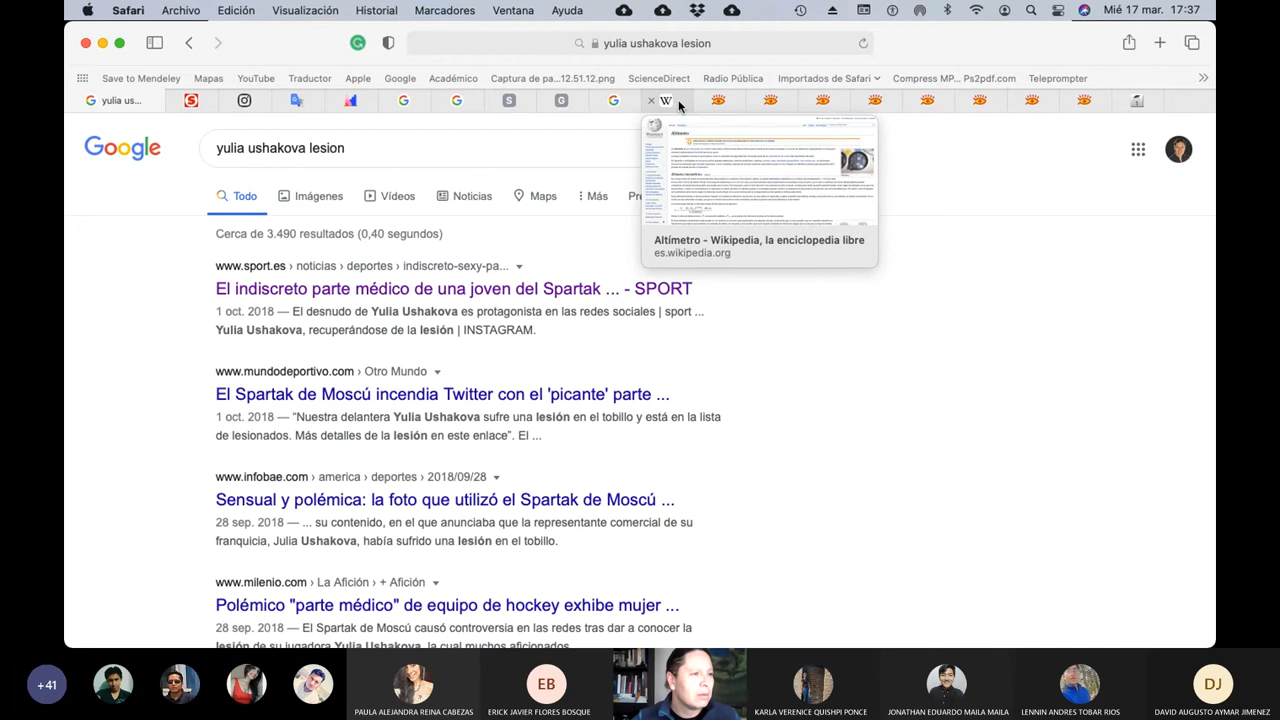 Safari Archivo Edición Visualización Historial Marcadores Ventana Ayuda Mié 17 mar. 17:37
yulia ushakova lesion
Save to Mendeley Mapas YouTube Traductor Apple Google Académico Captura de pa...12.51.12.png ScienceDirect Radio Pública Importados de Safari Compress MP... Ps2pdf.com Teleprompter
yulia us...
Google yulia ushakova lesion
Todo Imágenes Noticias Maps Más Pre
Cerca de 3.490 resultados (0,40 segundos)
Altímetro - Wikipedia, la enciclopedia libre
es.wikipedia.org
www.sport.es › noticias › deportes › indiscreto-sexy-pa...
El indiscreto parte médico de una joven del Spartak ... - SPORT
1 oct. 2018 — El desnudo de Yulia Ushakova es protagonista en las redes sociales | sport ...
Yulia Ushakova, recuperándose de la lesión | INSTAGRAM.
www.mundodeportivo.com › Otro Mundo
El Spartak de Moscú incendia Twitter con el 'picante' parte ...
1 oct. 2018 — "Nuestra delantera Yulia Ushakova sufre una lesión en el tobillo y está en la lista
de lesionados. Más detalles de la lesión en este enlace". El ...
www.infobae.com › america › deportes › 2018/09/28
Sensual y polémica: la foto que utilizó el Spartak de Moscú ...
28 sep. 2018 — ... su contenido, en el que anunciaba que la representante comercial de su
franquicia, Julia Ushakova, había sufrido una lesión en el tobillo.
www.milenio.com › La Afición › + Afición
Polémico "parte médico" de equipo de hockey exhibe mujer ...
28 sep. 2018 — El Spartak de Moscú causó controversia en las redes tras dar a conocer la
lesión de su jugadora Yulia Ushakova, la cual muchos aficionados
+41 EB DJ
PAULA ALEJANDRA REINA CABEZAS ERICK JAVIER FLORES BOSQUE KARLA VERENICE QUISHPI PONCE JONATHAN EDUARDO MAILA MAILA LENNIN ANDRES TOBAR RIOS DAVID AUGUSTO AYMAR JIMENEZ